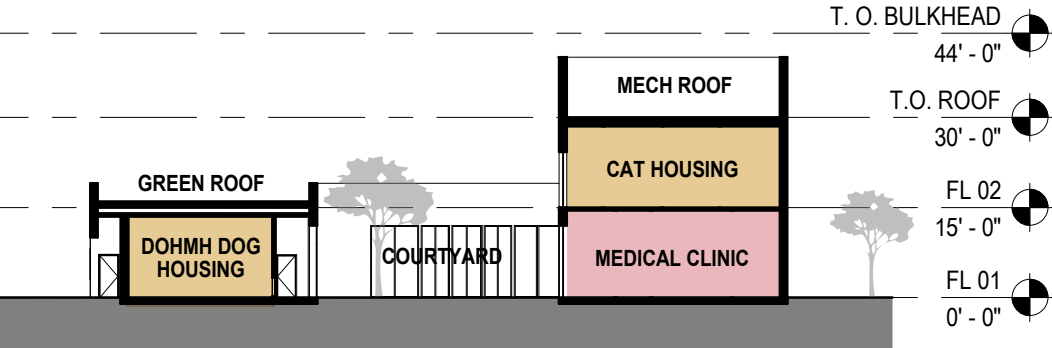 T. O. BULKHEAD
44' - 0"
MECH ROOF
T.O. ROOF
30' - 0"
CAT HOUSING
GREEN ROOF
FL 02
15' - 0"
DOHMH DOG
HOUSING
COURTYARD
MEDICAL CLINIC
FL 01
0' - 0"